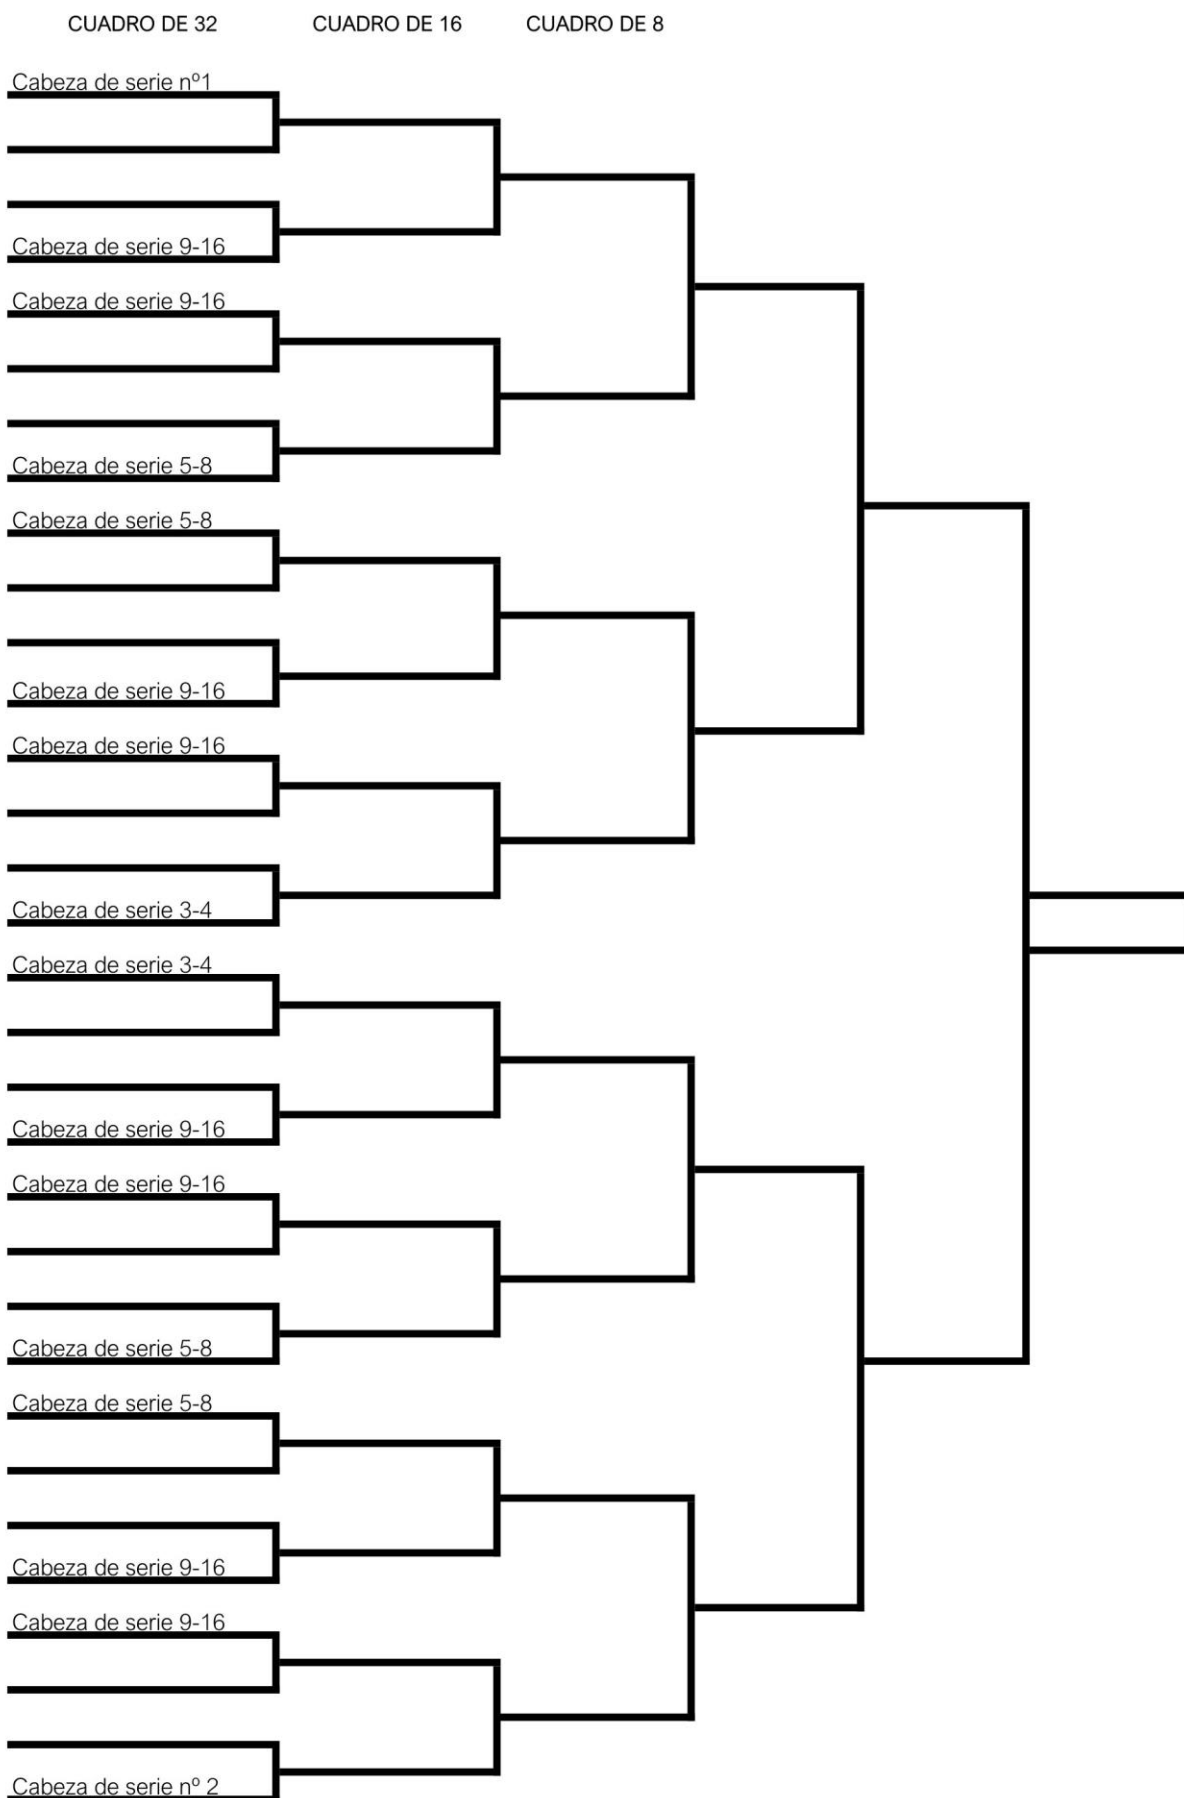 CUADRO DE 32 CUADRO DE 16 CUADRO DE 8
Cabeza de serie nº1
Cabeza de serie 9-16
Cabeza de serie 9-16
Cabeza de serie 5-8
Cabeza de serie 5-8
Cabeza de serie 9-16
Cabeza de serie 9-16
Cabeza de serie 3-4
Cabeza de serie 3-4
Cabeza de serie 9-16
Cabeza de serie 9-16
Cabeza de serie 5-8
Cabeza de serie 5-8
Cabeza de serie 9-16
Cabeza de serie 9-16
Cabeza de serie nº 2